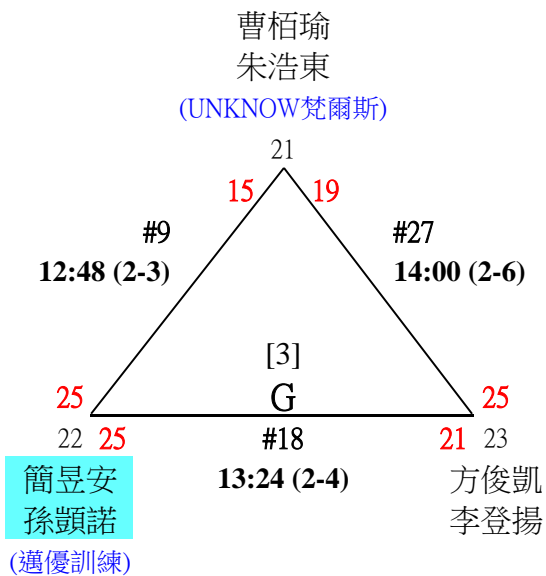 曹栢瑜
朱浩東
(UNKNOW梵爾斯)
21
15 19
#9 #27
12:48 (2-3) 14:00 (2-6)
[3]
25 G 25
22 25 #18 21 23
簡昱安 13:24 (2-4) 方俊凱
孫顗諾 李登揚
(邁優訓練)